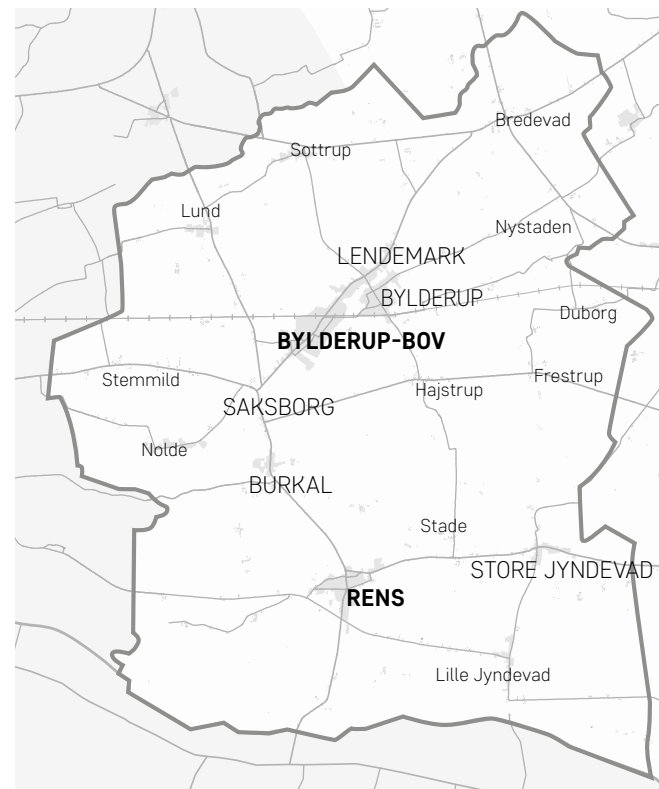 Bredevad
Sottrup
Lund
Nystaden
LENDEMARK
BYLDERUP
Duborg
BYLDERUP-BOV
Stemmild
Frestrup
Hajstrup
SAKSBORG
Nolde
BURKAL
Stade
STORE JYNDEVAD
RENS
Lille Jyndevad